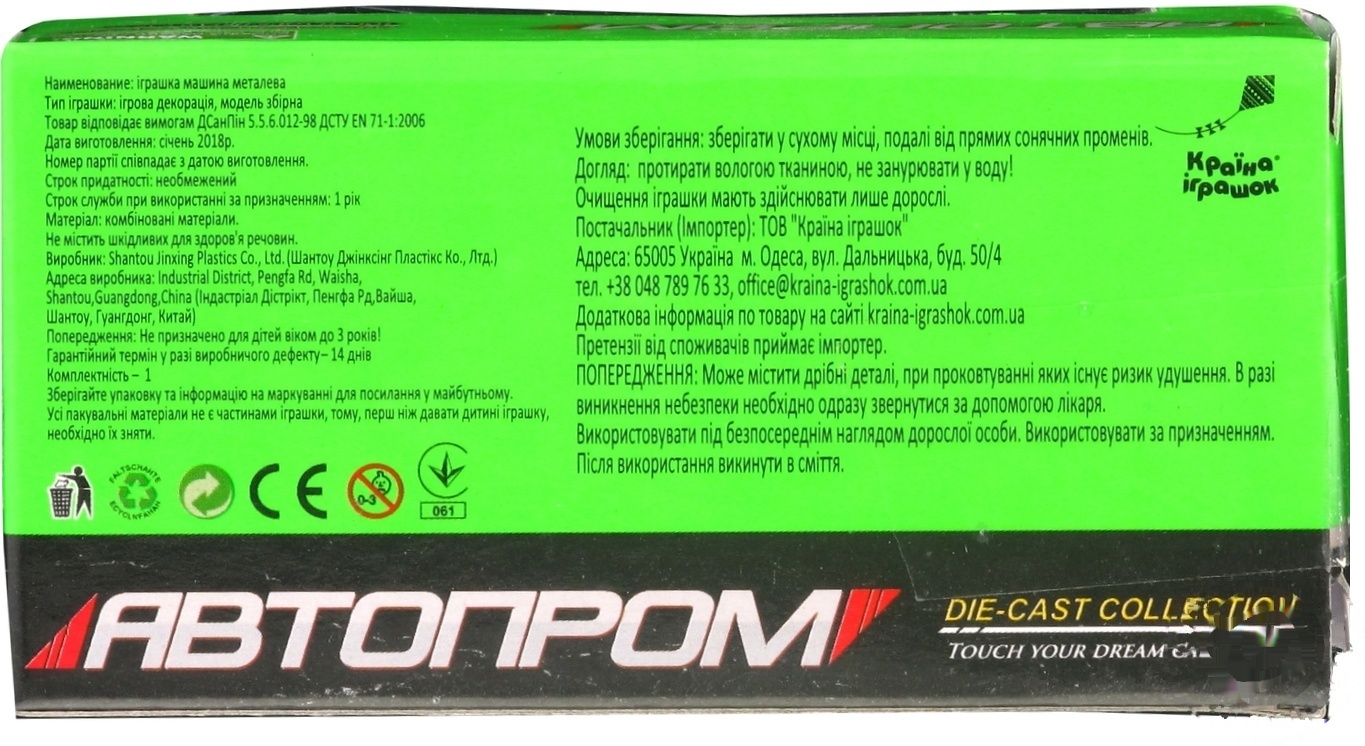 Наименование: іграшка машина металева
Тип іграшки: ігрова декорація, модель збірна
Товар відповідає вимогам ДСанПін 5.5.6.012-98 ДСТУ EN 71-1:2006
Дата виготовлення: січень 2018р.
Номер партії співпадає з датою виготовлення.
Строк придатності: необмежений
Строк служби при використанні за призначенням: 1 рік
Матеріал: комбіновані матеріали.
Не містить шкідливих для здоров'я речовин.
Виробник: Shantou Jinxing Plastics Co., Ltd.(Шантоу Джінксінг Пластікс Ко., Лтд.)
Адреса виробника: Industrial District, Pengfa Rd, Waisha,
Shantou,Guangdong,China (Індастріал Дістрікт, Пенгфа Рд,Вайша,
Шантоу, Гуангдонг, Китай)
Попередження: Не призначено для дітей віком до 3 років!
Гарантійний термін у разі виробничого дефекту– 14 днів
Комплектність – 1
Зберігайте упаковку та інформацію на маркуванні для посилання у майбутньому.
Усі пакувальні матеріали не є частинами іграшки, тому, перш ніж давати дитині іграшку,
необхідно їх зняти.
0-3
061
Умови зберігання: зберігати у сухому місці, подалі від прямих сонячних променів.
Догляд: протирати вологою тканиною, не занурювати у воду!
Очищення іграшки мають здійснювати лише дорослі.
Постачальник (Імпортер): ТОВ "Країна іграшок"
Адреса: 65005 Україна м. Одеса, вул. Дальницька, буд. 50/4
тел. +38 048 789 76 33, office@kraina-igrashok.com.ua
Додаткова інформація по товару на сайті kraina-igrashok.com.ua
Претензії від споживачів приймає імпортер.
ПОПЕРЕДЖЕННЯ: Може містити дрібні деталі, при проковтуванні яких існує ризик удушення. В разі
виникнення небезпеки необхідно одразу звернутися за допомогою лікаря.
Використовувати під безпосереднім наглядом дорослої особи. Використовувати за призначенням.
Після використання викинути в сміття.
Країна
іграшок
АВТОПРОМ
DIE-CAST COLLECTION
TOUCH YOUR DREAM